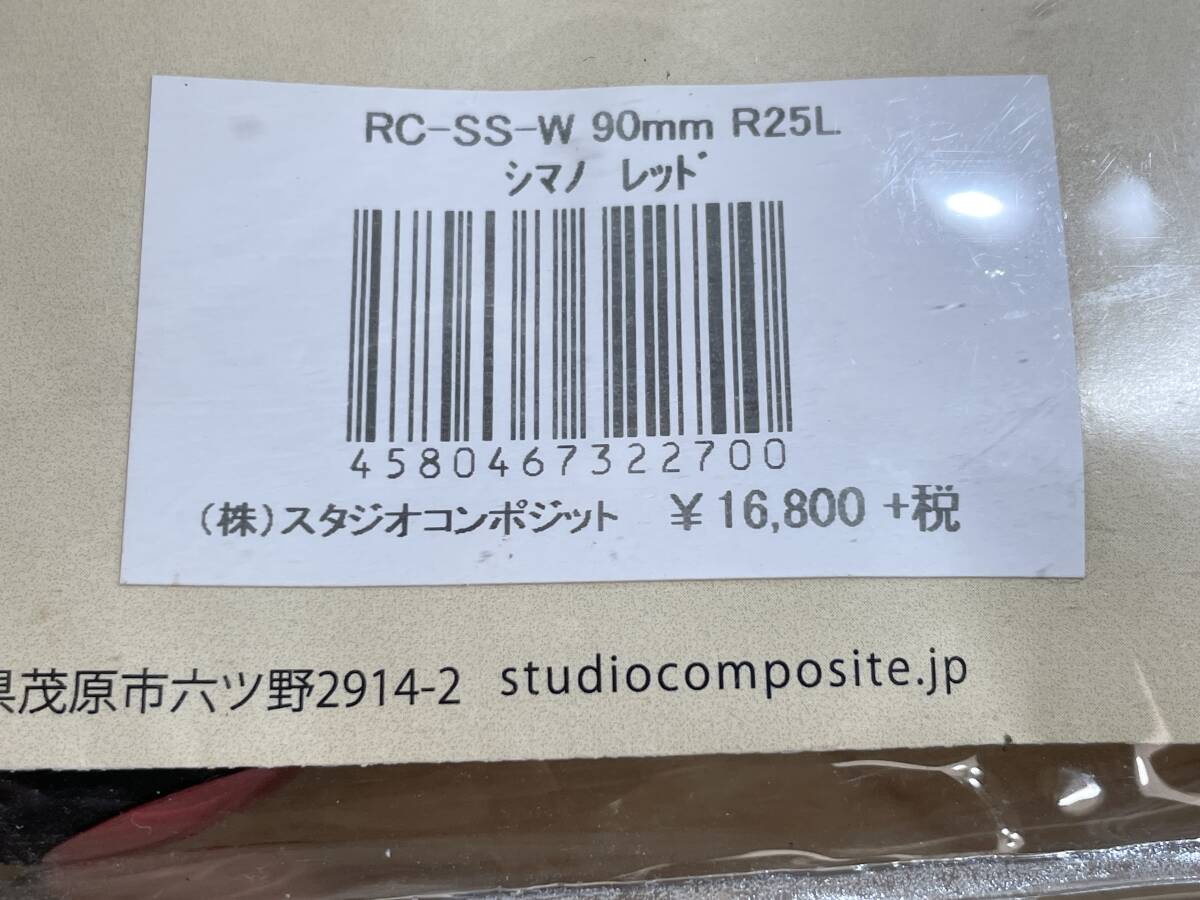 RC-SS-W 90mm R25L
シマノ レッド
4580467322700
(株)スタジオコンポジット ¥16,800 +税
県茂原市六ツ野2914-2 studiocomposite.jp